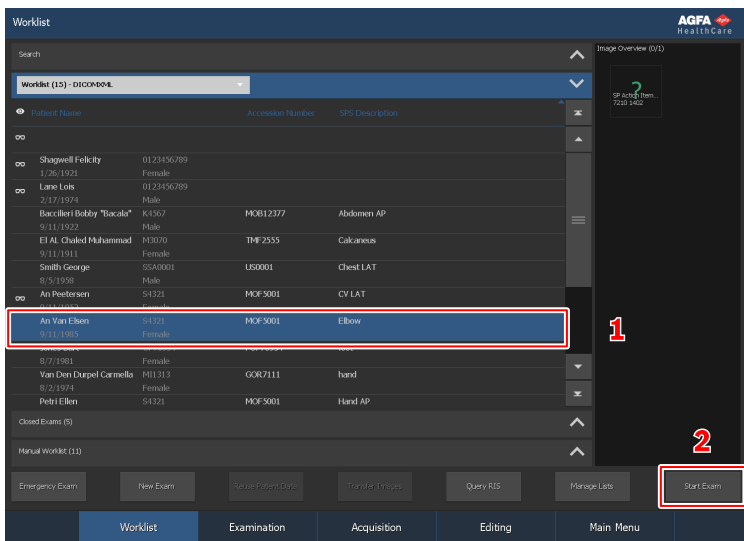 Worklist
AGFA
HealthCare
Search
Image Overview (0/1)
Worklist (15) - DICOMXML
?
SP Action Item...
7210 1402
Patient Name Accession Number SPS Description
Shagwell Felicity 0123456789
1/26/1921 Female
Lane Lois 0123456789
2/17/1974 Male
Baccilieri Bobby "Bacala" K4567 MOB12377 Abdomen AP
9/11/1922 Male
El AL Chaled Muhammad M3070 TMF2555 Calcaneus
9/11/1911 Female
Smith George SSA0001 US0001 Chest LAT
8/5/1958 Male
An Peetersen S4321 MOF5001 CV LAT
An Van Elsen S4321 MOF5001 Elbow
9/11/1985 Female
1
8/7/1981 Female
Van Den Durpel Carmella MI1313 GOR7111 hand
8/2/1974 Female
Petri Ellen S4321 MOF5001 Hand AP
Closed Exams (5)
Manual Worklist (11)
2
Emergency Exam New Exam Reuse Patient Data Transfer Images Query RIS Manage Lists Start Exam
Worklist Examination Acquisition Editing Main Menu